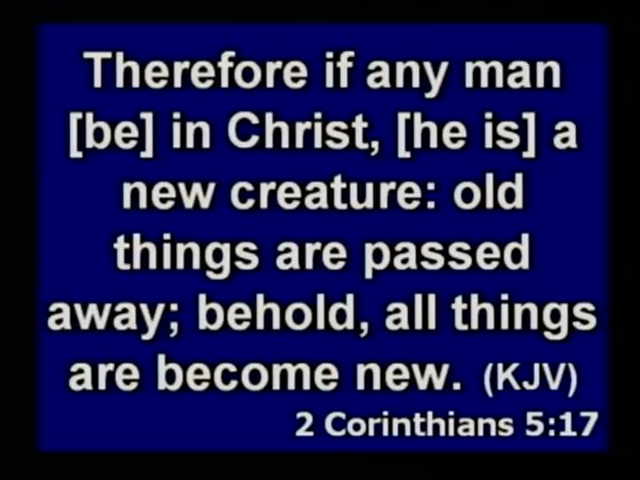 Therefore if any man
[be] in Christ, [he is] a
new creature: old
things are passed
away; behold, all things
are become new. (KJV)
2 Corinthians 5:17